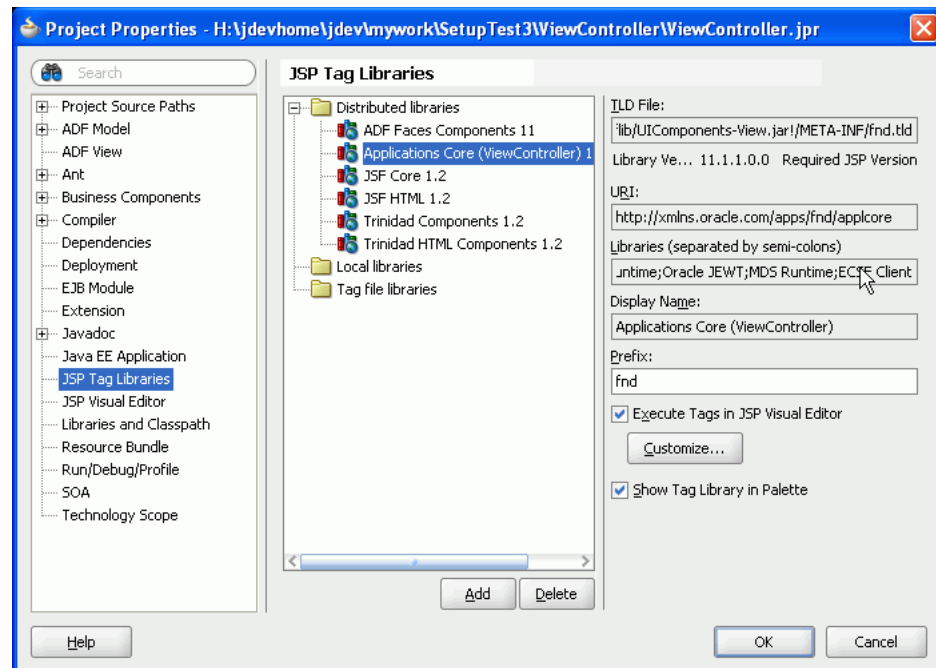 Project Properties - H:\jdevhome\jdev\mywork\SetupTest3\ViewController\ViewController.jpr
Search
Project Source Paths
ADF Model
ADF View
Ant
Business Components
Compiler
Dependencies
Deployment
EJB Module
Extension
Javadoc
Java EE Application
JSP Tag Libraries
JSP Visual Editor
Libraries and Classpath
Resource Bundle
Run/Debug/Profile
SOA
Technology Scope
JSP Tag Libraries
Distributed libraries
ADF Faces Components 11
Applications Core (ViewController) 1
JSF Core 1.2
JSF HTML 1.2
Trinidad Components 1.2
Trinidad HTML Components 1.2
Local libraries
Tag file libraries
Add
Delete
TLD File:
lib/UIComponents-View.jar!/META-INF/fnd.tld
Library Ve... 11.1.1.0.0 Required JSP Version
URI:
http://xmlns.oracle.com/apps/fnd/applcore
Libraries (separated by semi-colons)
untime;Oracle JEWT;MDS Runtime;ECSF Client
Display Name:
Applications Core (ViewController)
Prefix:
fnd
Execute Tags in JSP Visual Editor
Customize...
Show Tag Library in Palette
Help
OK
Cancel